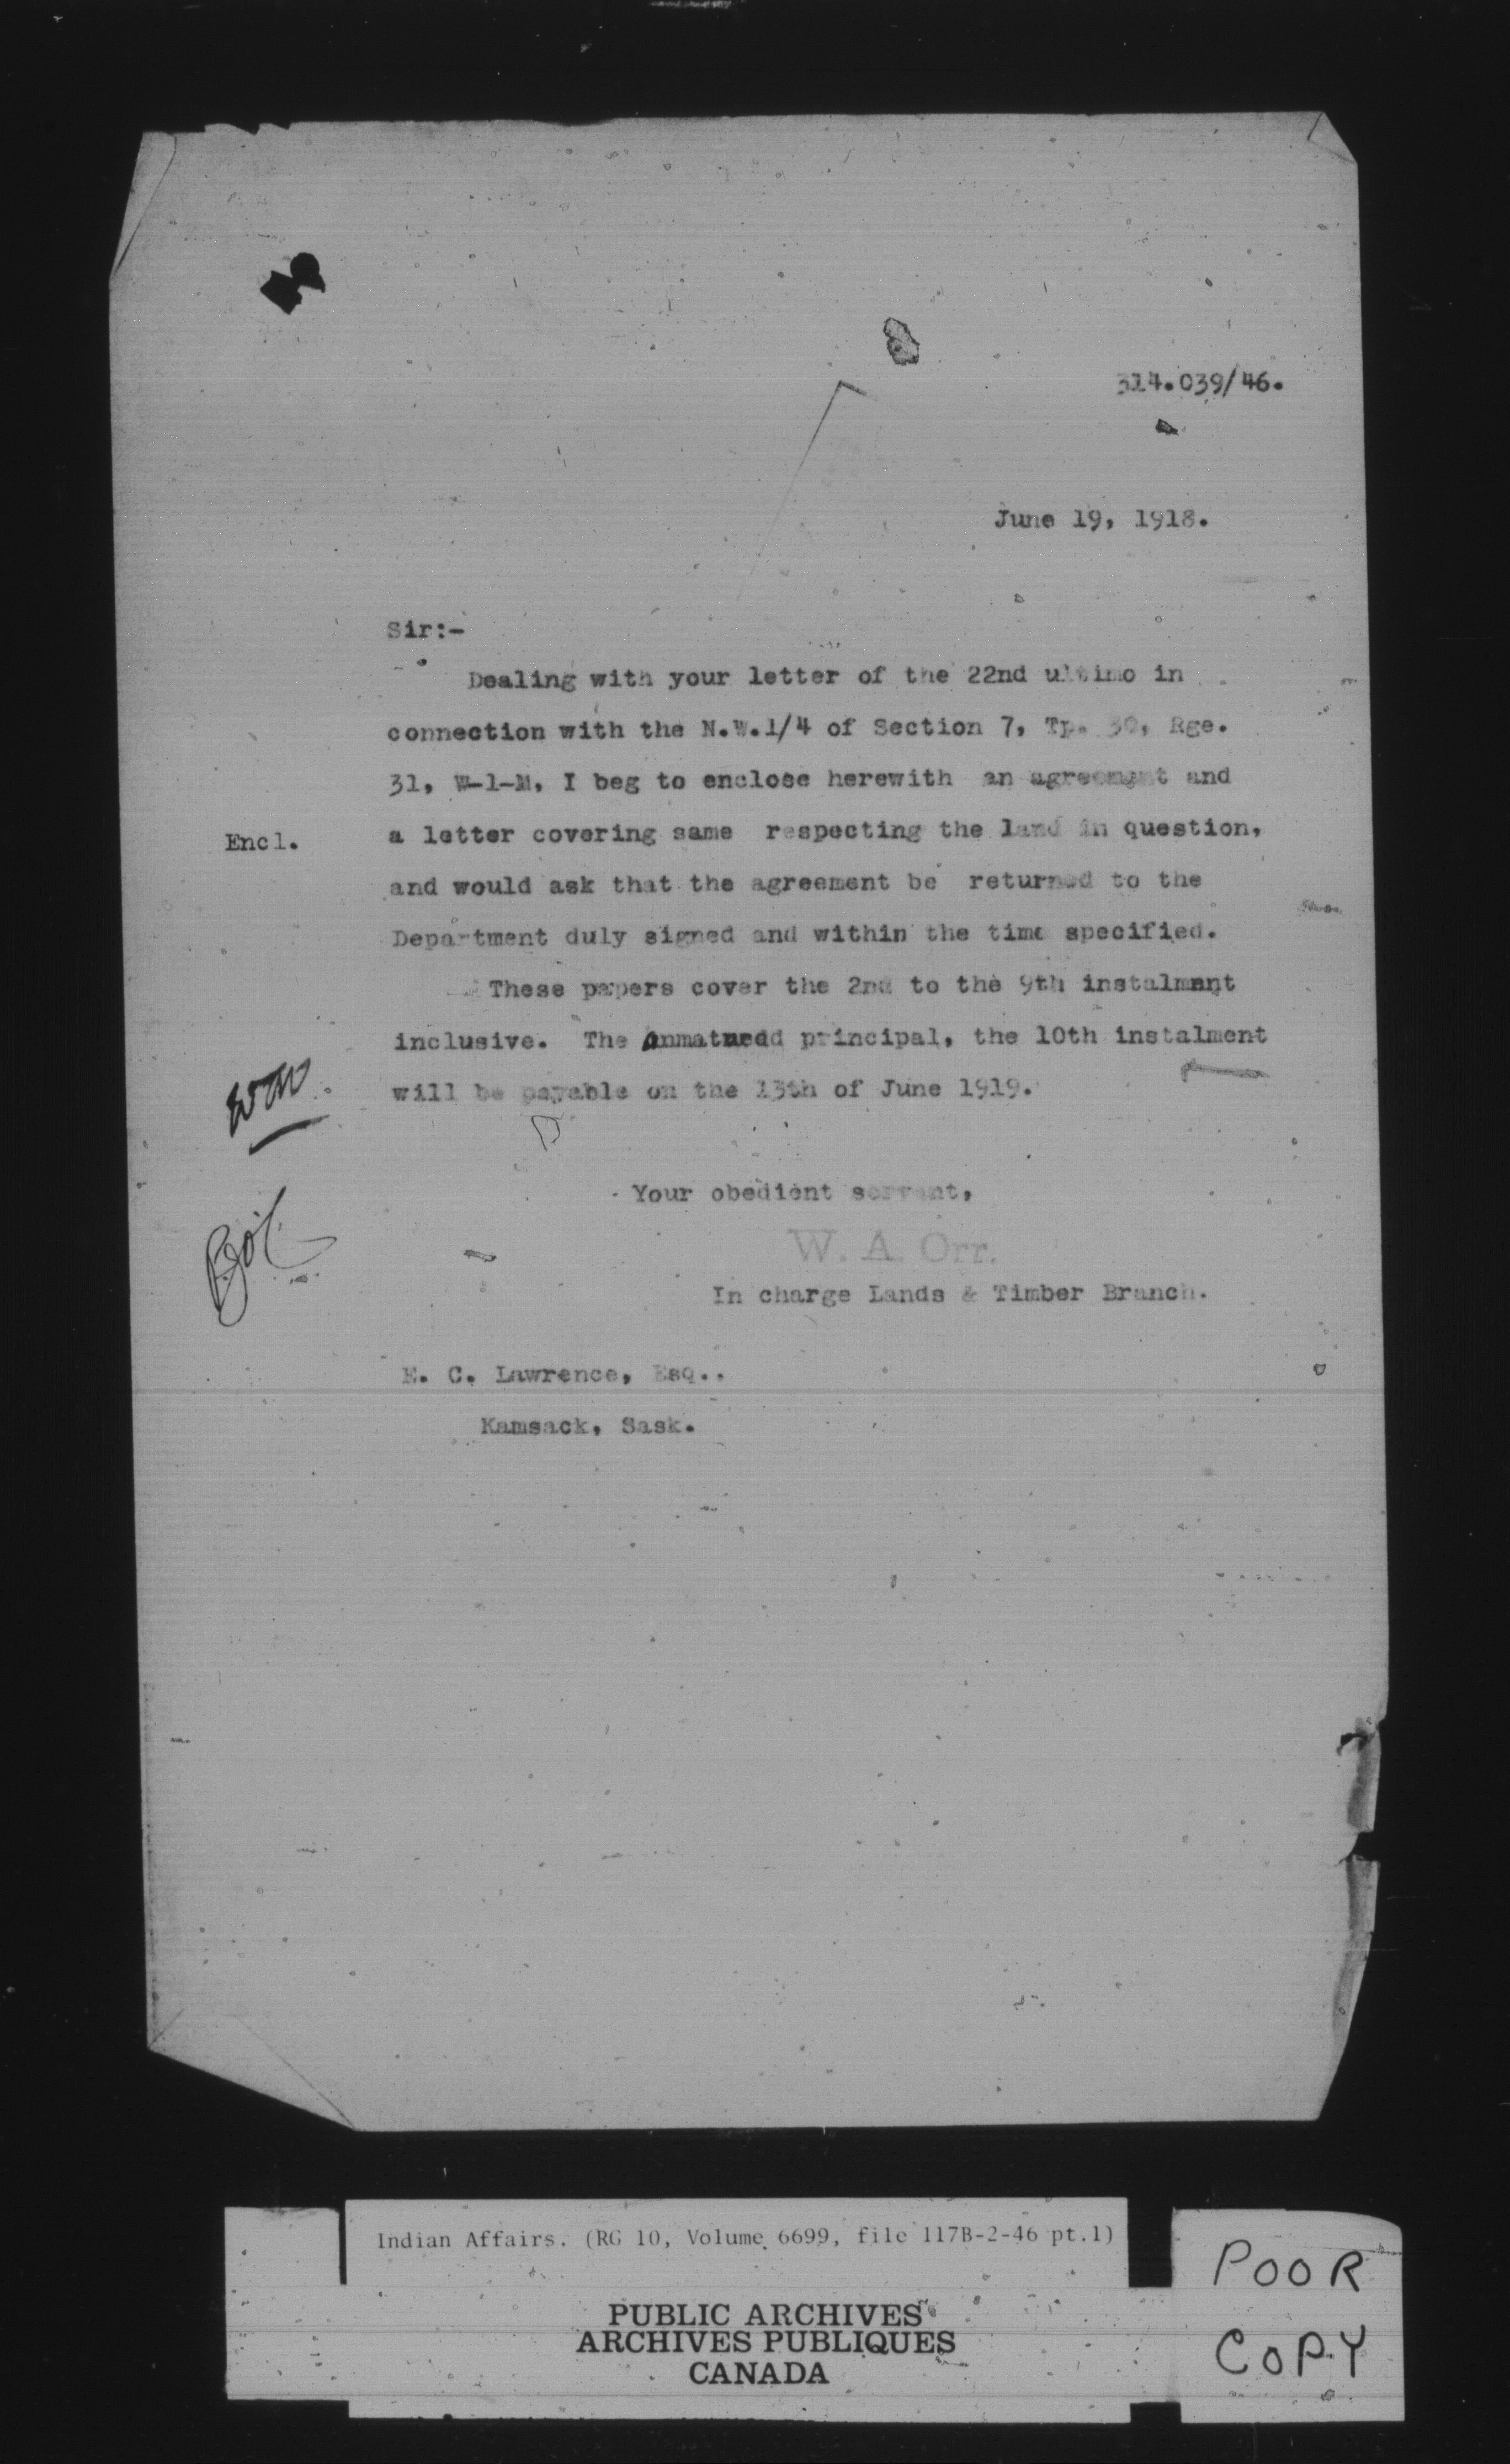 314.039/46.
June 19, 1918.
Sir:-
Dealing with your letter of the 22nd ultimo in
connection with the N.W.1/4 of Section 7, Tp. 30, Rge.
31, W-1-M, I beg to enclose herewith an agreement and
Encl.
a letter covering same respecting the land in question,
and would ask that the agreement be returned to the
Department duly signed and within the time specified.
These papers cover the 2nd to the 9th instalmant
inclusive. The unmatured principal, the 10th instalment
will be payable on the 13th of June 1919.
Your obedient servant,
W. A. Orr.
In charge Lands & Timber Branch.
E. C. Lawrence, Esq.,
Kamsack, Sask.
Indian Affairs. (RG 10, Volume 6699, file 117B-2-46 pt.1)
PUBLIC ARCHIVES
ARCHIVES PUBLIQUES
CANADA
POOR
COPY